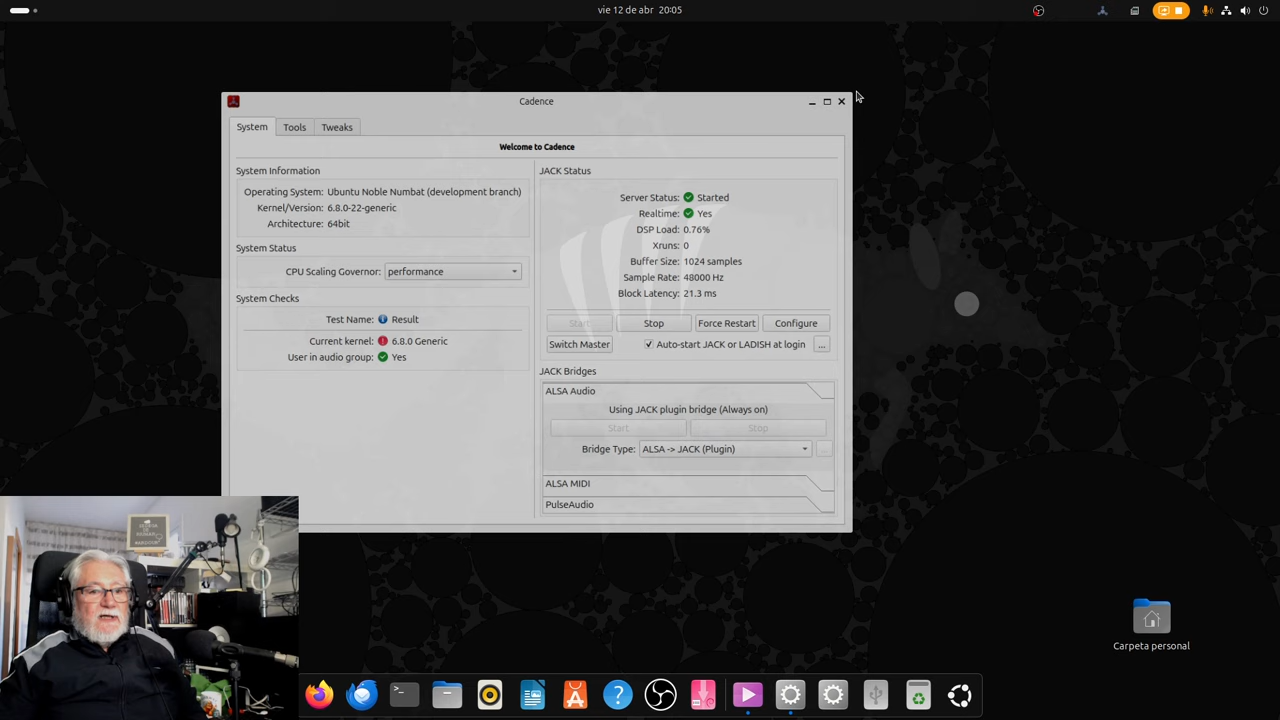 vie 12 de abr 20:05
Cadence
System Tools Tweaks
Welcome to Cadence
System Information
Operating System: Ubuntu Noble Numbat (development branch)
Kernel/Version: 6.8.0-22-generic
Architecture: 64bit
System Status
CPU Scaling Governor: performance
System Checks
Test Name: Result
Current kernel: 6.8.0 Generic
User in audio group: Yes
JACK Status
Server Status: Started
Realtime: Yes
DSP Load: 0.76%
Xruns: 0
Buffer Size: 1024 samples
Sample Rate: 48000 Hz
Block Latency: 21.3 ms
Start Stop Force Restart Configure
Switch Master Auto-start JACK or LADISH at login ...
JACK Bridges
ALSA Audio
Using JACK plugin bridge (Always on)
Start Stop
Bridge Type: ALSA -> JACK (Plugin) ...
ALSA MIDI
PulseAudio
Carpeta personal